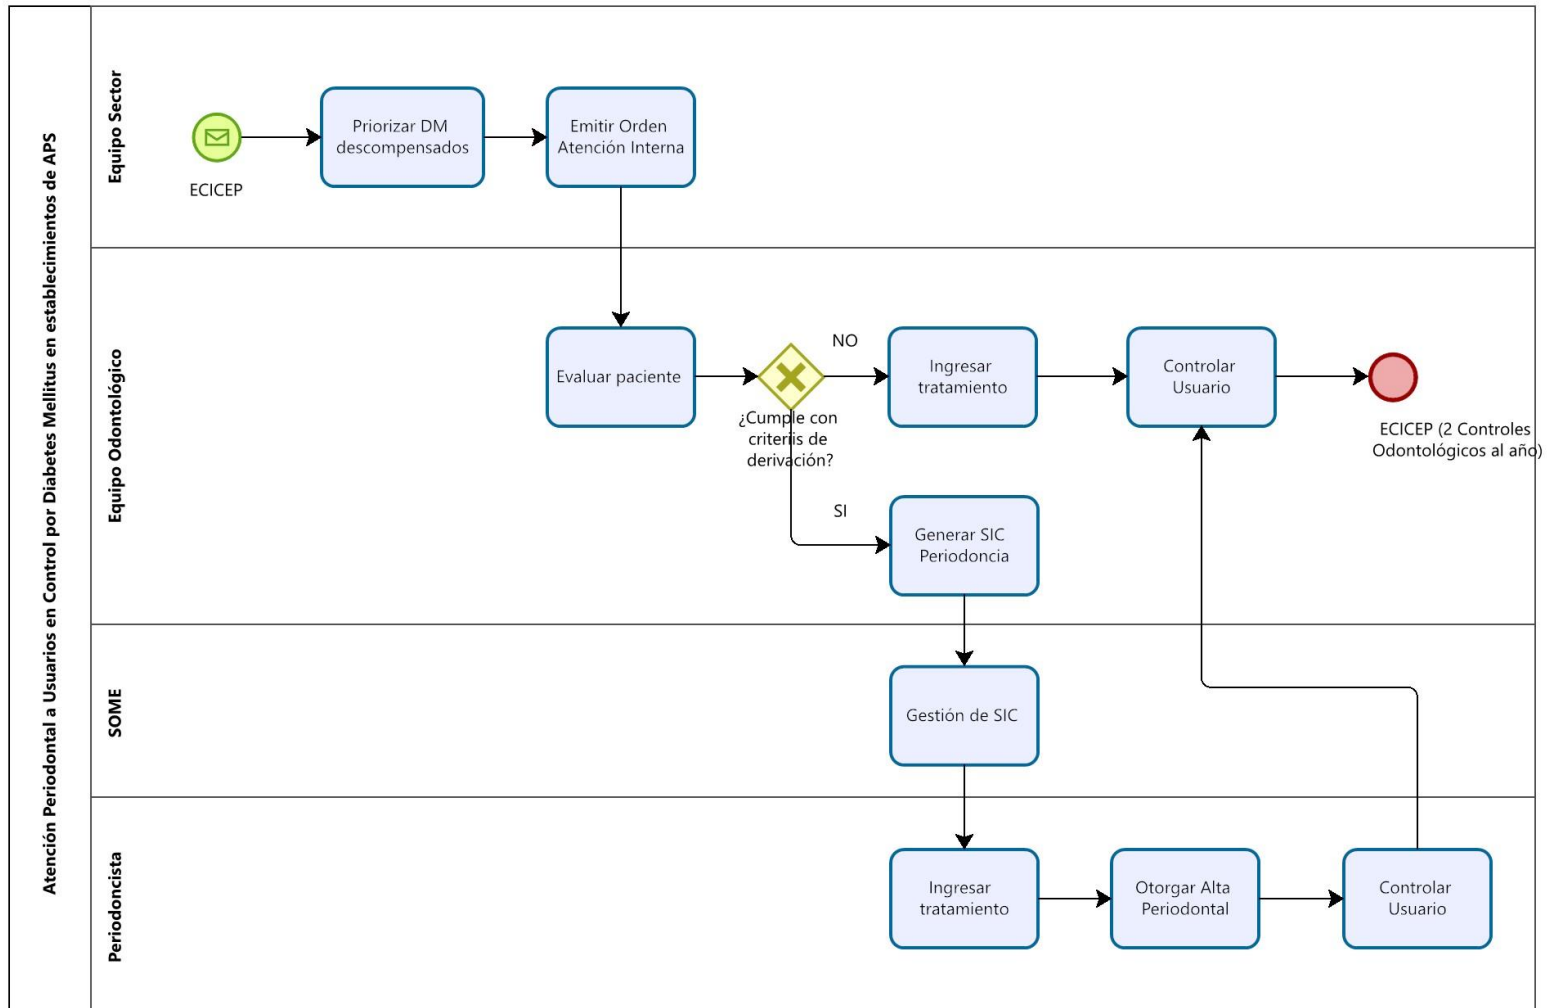 Atención Periodontal a Usuarios en Control por Diabetes Mellitus en establecimientos de APS
Equipo Sector
ECICEP
Priorizar DM
descompensados
Emitir Orden
Atención Interna
Equipo Odontológico
Evaluar paciente
¿Cumple con
criteriis de
derivación?
NO
Ingresar
tratamiento
Controlar
Usuario
ECICEP (2 Controles
Odontológicos al año)
SI
Generar SIC
Periodoncia
SOME
Gestión de SIC
Periodoncista
Ingresar
tratamiento
Otorgar Alta
Periodontal
Controlar
Usuario